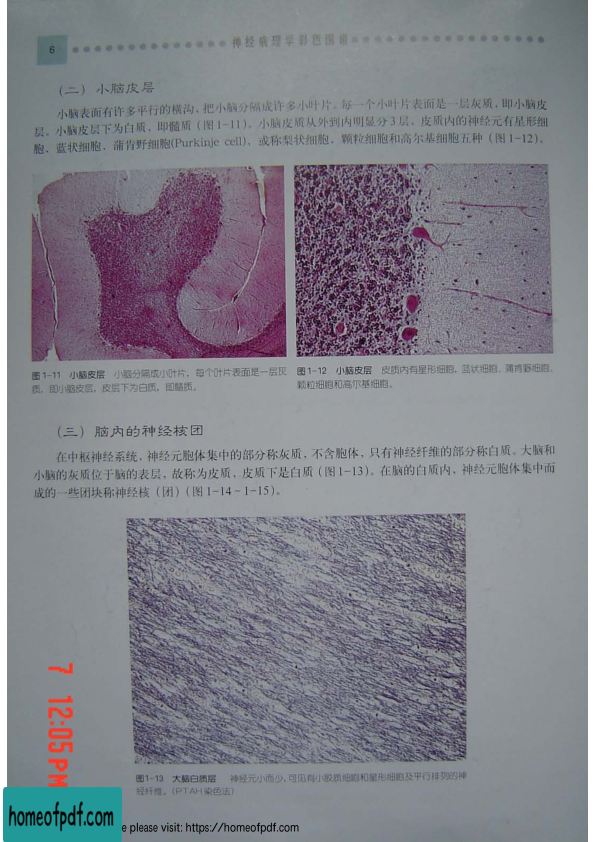 6
神经病理学彩色图谱
(二) 小脑皮层
小脑表面有许多平行的横沟,把小脑分隔成许多小叶片。每一个小叶片表面是一层灰质,即小脑皮
层。小脑皮层下为白质,即髓质 (图1-11)。小脑皮质从外到内明显分3层,皮质内的神经元有星形细
胞、蓝状细胞、蒲肯野细胞(Purkinje cell)、或称梨状细胞、颗粒细胞和高尔基细胞五种 (图1-12)。
图1-11 小脑皮层 小脑分隔成小叶片,每个叶片表面是一层灰
质,即小脑皮层,皮层下为白质,即髓质。
图1-12 小脑皮层 皮质内有星形细胞、蓝状细胞、蒲肯野细胞、
颗粒细胞和高尔基细胞。
(三) 脑内的神经核团
在中枢神经系统,神经元胞体集中的部分称灰质,不含胞体,只有神经纤维的部分称白质。大脑和
小脑的灰质位于脑的表层,故称为皮质、皮质下是白质 (图1-13)。在脑的白质内、神经元胞体集中而
成的一些团块称神经核 (团) (图1-14~1-15)。
图1-13 大脑白质层 神经元小而少,可见有小胶质细胞和星形细胞及平行排列的神
经纤维。(PTAH染色法)
7 12:05PM
homeofpdf.com
e please visit: https://homeofpdf.com